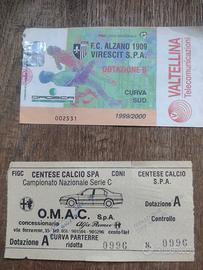 F.C. ALZANO 1909
VIRESCIT S.P.A.
DOTAZIONE B
CURVA
SUD
002531
1999/2000
VALTELLINA
Telecomunicazioni
FIGC CENTESE CALCIO SPA CONI
Campionato Nazionale Serie C
O.M.A.C. S.p.A.
concessionario Alfa Romeo
Dotazione A CURVA PARTERRE
ridotta 0996
CENTESE CALCIO
S.P.A.
Dotazione A
Controllo
N. 0996